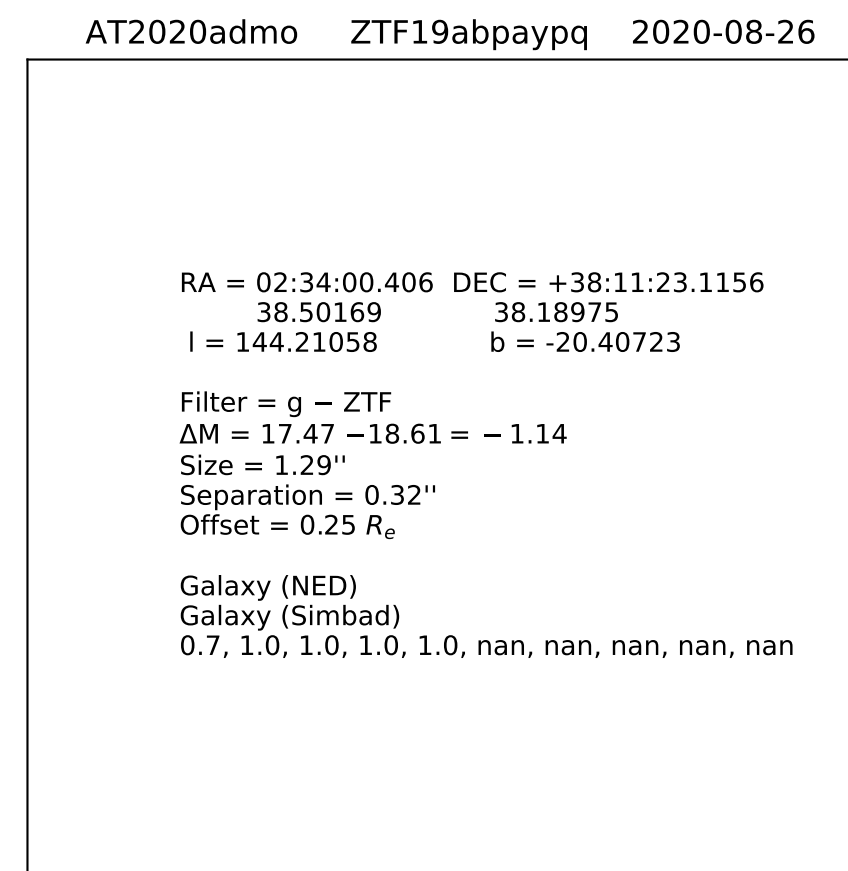 AT2020admo ZTF19abpaypq 2020-08-26
RA = 02:34:00.406 DEC = +38:11:23.1156
38.50169 38.18975
l = 144.21058 b = -20.40723
Filter = g − ZTF
ΔM = 17.47 −18.61 = − 1.14
Size = 1.29''
Separation = 0.32''
Offset = 0.25 Rₑ
Galaxy (NED)
Galaxy (Simbad)
0.7, 1.0, 1.0, 1.0, 1.0, nan, nan, nan, nan, nan